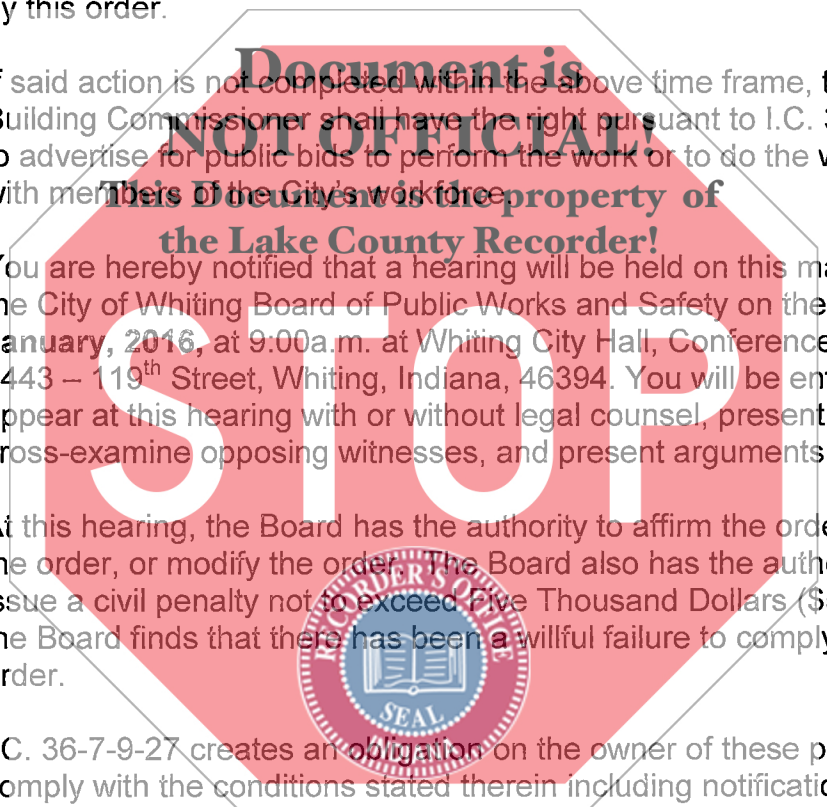 y this order.
Document is
said action is not completed within the above time frame,
NOT OFFICIAL!
Building Commissioner shall have the right pursuant to I.C.
advertise for public bids to perform the work or to do the
This Document is the property of
with members of the City's workforce.
the Lake County Recorder!
You are hereby notified that a hearing will be held on this
he City of Whiting Board of Public Works and Safety on the
anuary, 2016, at 9:00a.m. at Whiting City Hall, Conference
443 – 119th Street, Whiting, Indiana, 46394. You will be
ppear at this hearing with or without legal counsel, present
ross-examine opposing witnesses, and present arguments
STOP
At this hearing, the Board has the authority to affirm the
he order, or modify the order. The Board also has the
ssue a civil penalty not to exceed Five Thousand Dollars ($
he Board finds that there has been a willful failure to comply
rder.
RECORDER'S OFFICE
SEAL
.C. 36-7-9-27 creates an obligation on the owner of these
omply with the conditions stated therein including